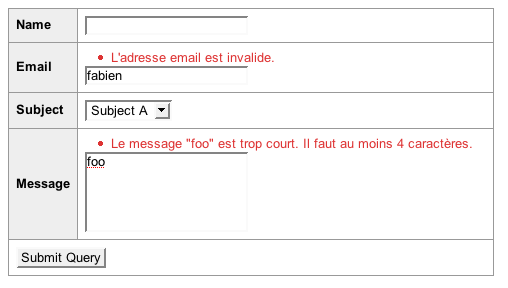 Name
Email
L'adresse email est invalide.
fabien
Subject
Subject A
Message
Le message "foo" est trop court. Il faut au moins 4 caractères.
foo
Submit Query